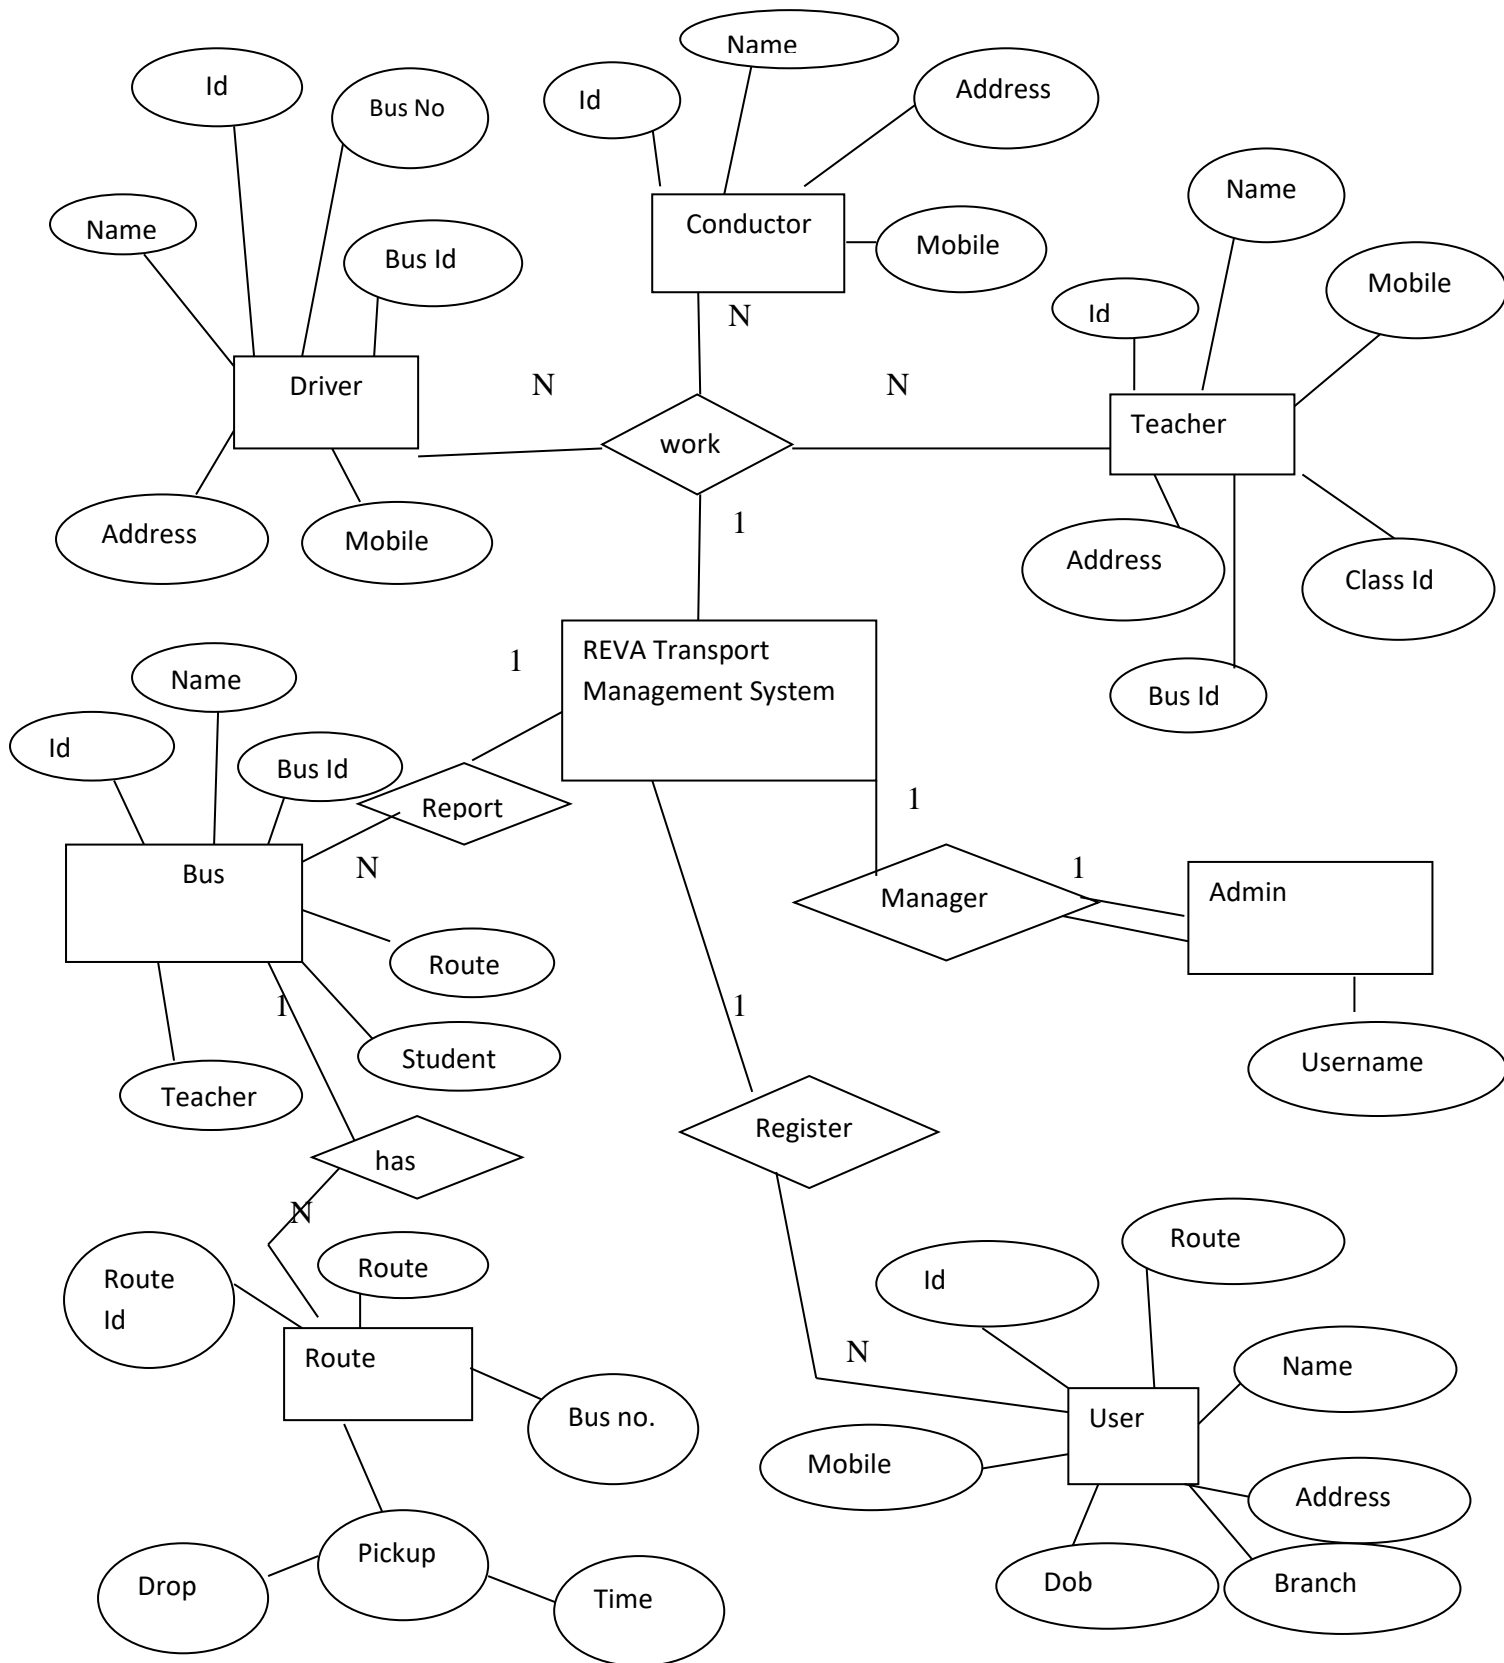 Name
Id
Bus No
Id
Address
Name
Name
Conductor
Mobile
Bus Id
Mobile
Id
N
Driver
N
N
Teacher
work
Address
Mobile
1
Address
Class Id
REVA Transport
Management System
1
Name
Bus Id
Id
Bus Id
Report
1
N
Bus
Manager
1
Admin
Route
1
1
Student
Username
Teacher
Register
has
N
Route
Route
Id
Route
Id
Route
N
Name
Bus no.
User
Mobile
Address
Pickup
Drop
Time
Dob
Branch